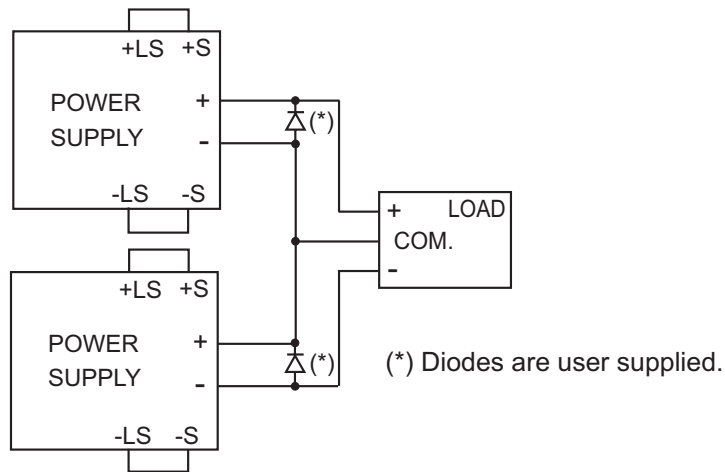 +LS +S
POWER
SUPPLY
+
-
(*)
-LS -S
+ LOAD
COM.
-
+LS +S
POWER
SUPPLY
+
-
(*)
(*) Diodes are user supplied.
-LS -S